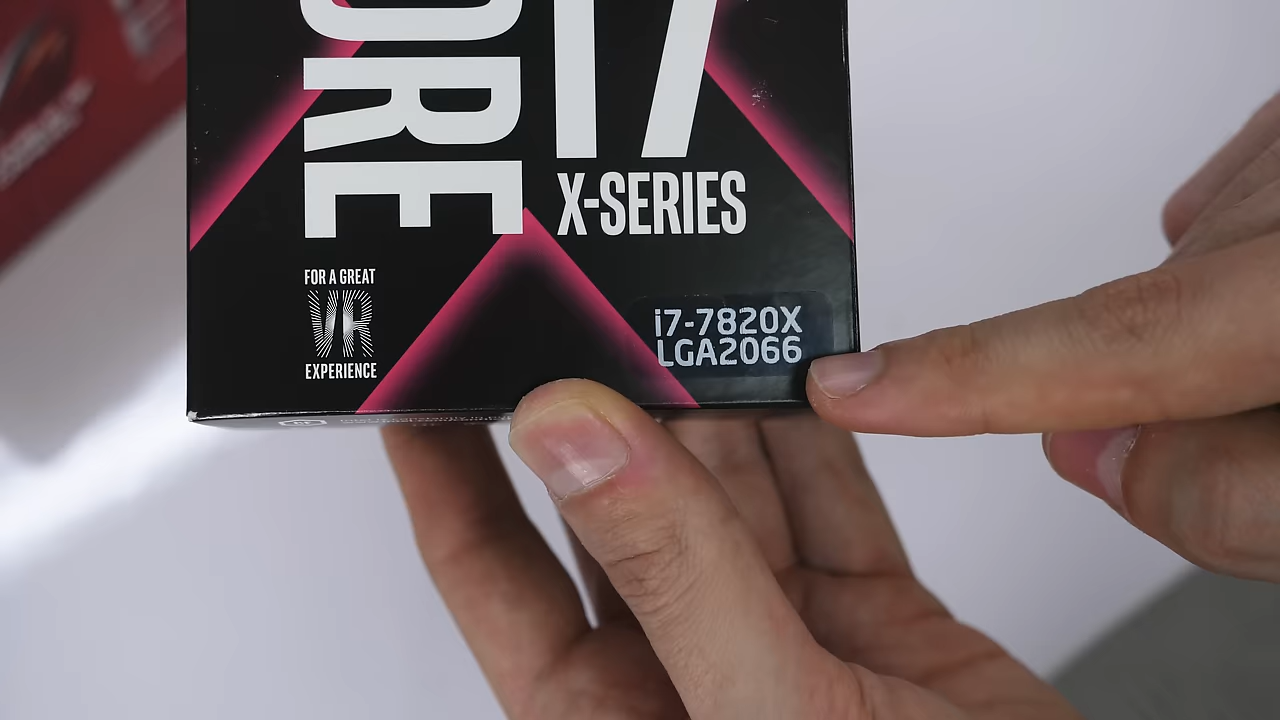 ORE
i7
X-SERIES
FOR A GREAT
VR
EXPERIENCE
i7-7820X
LGA2066